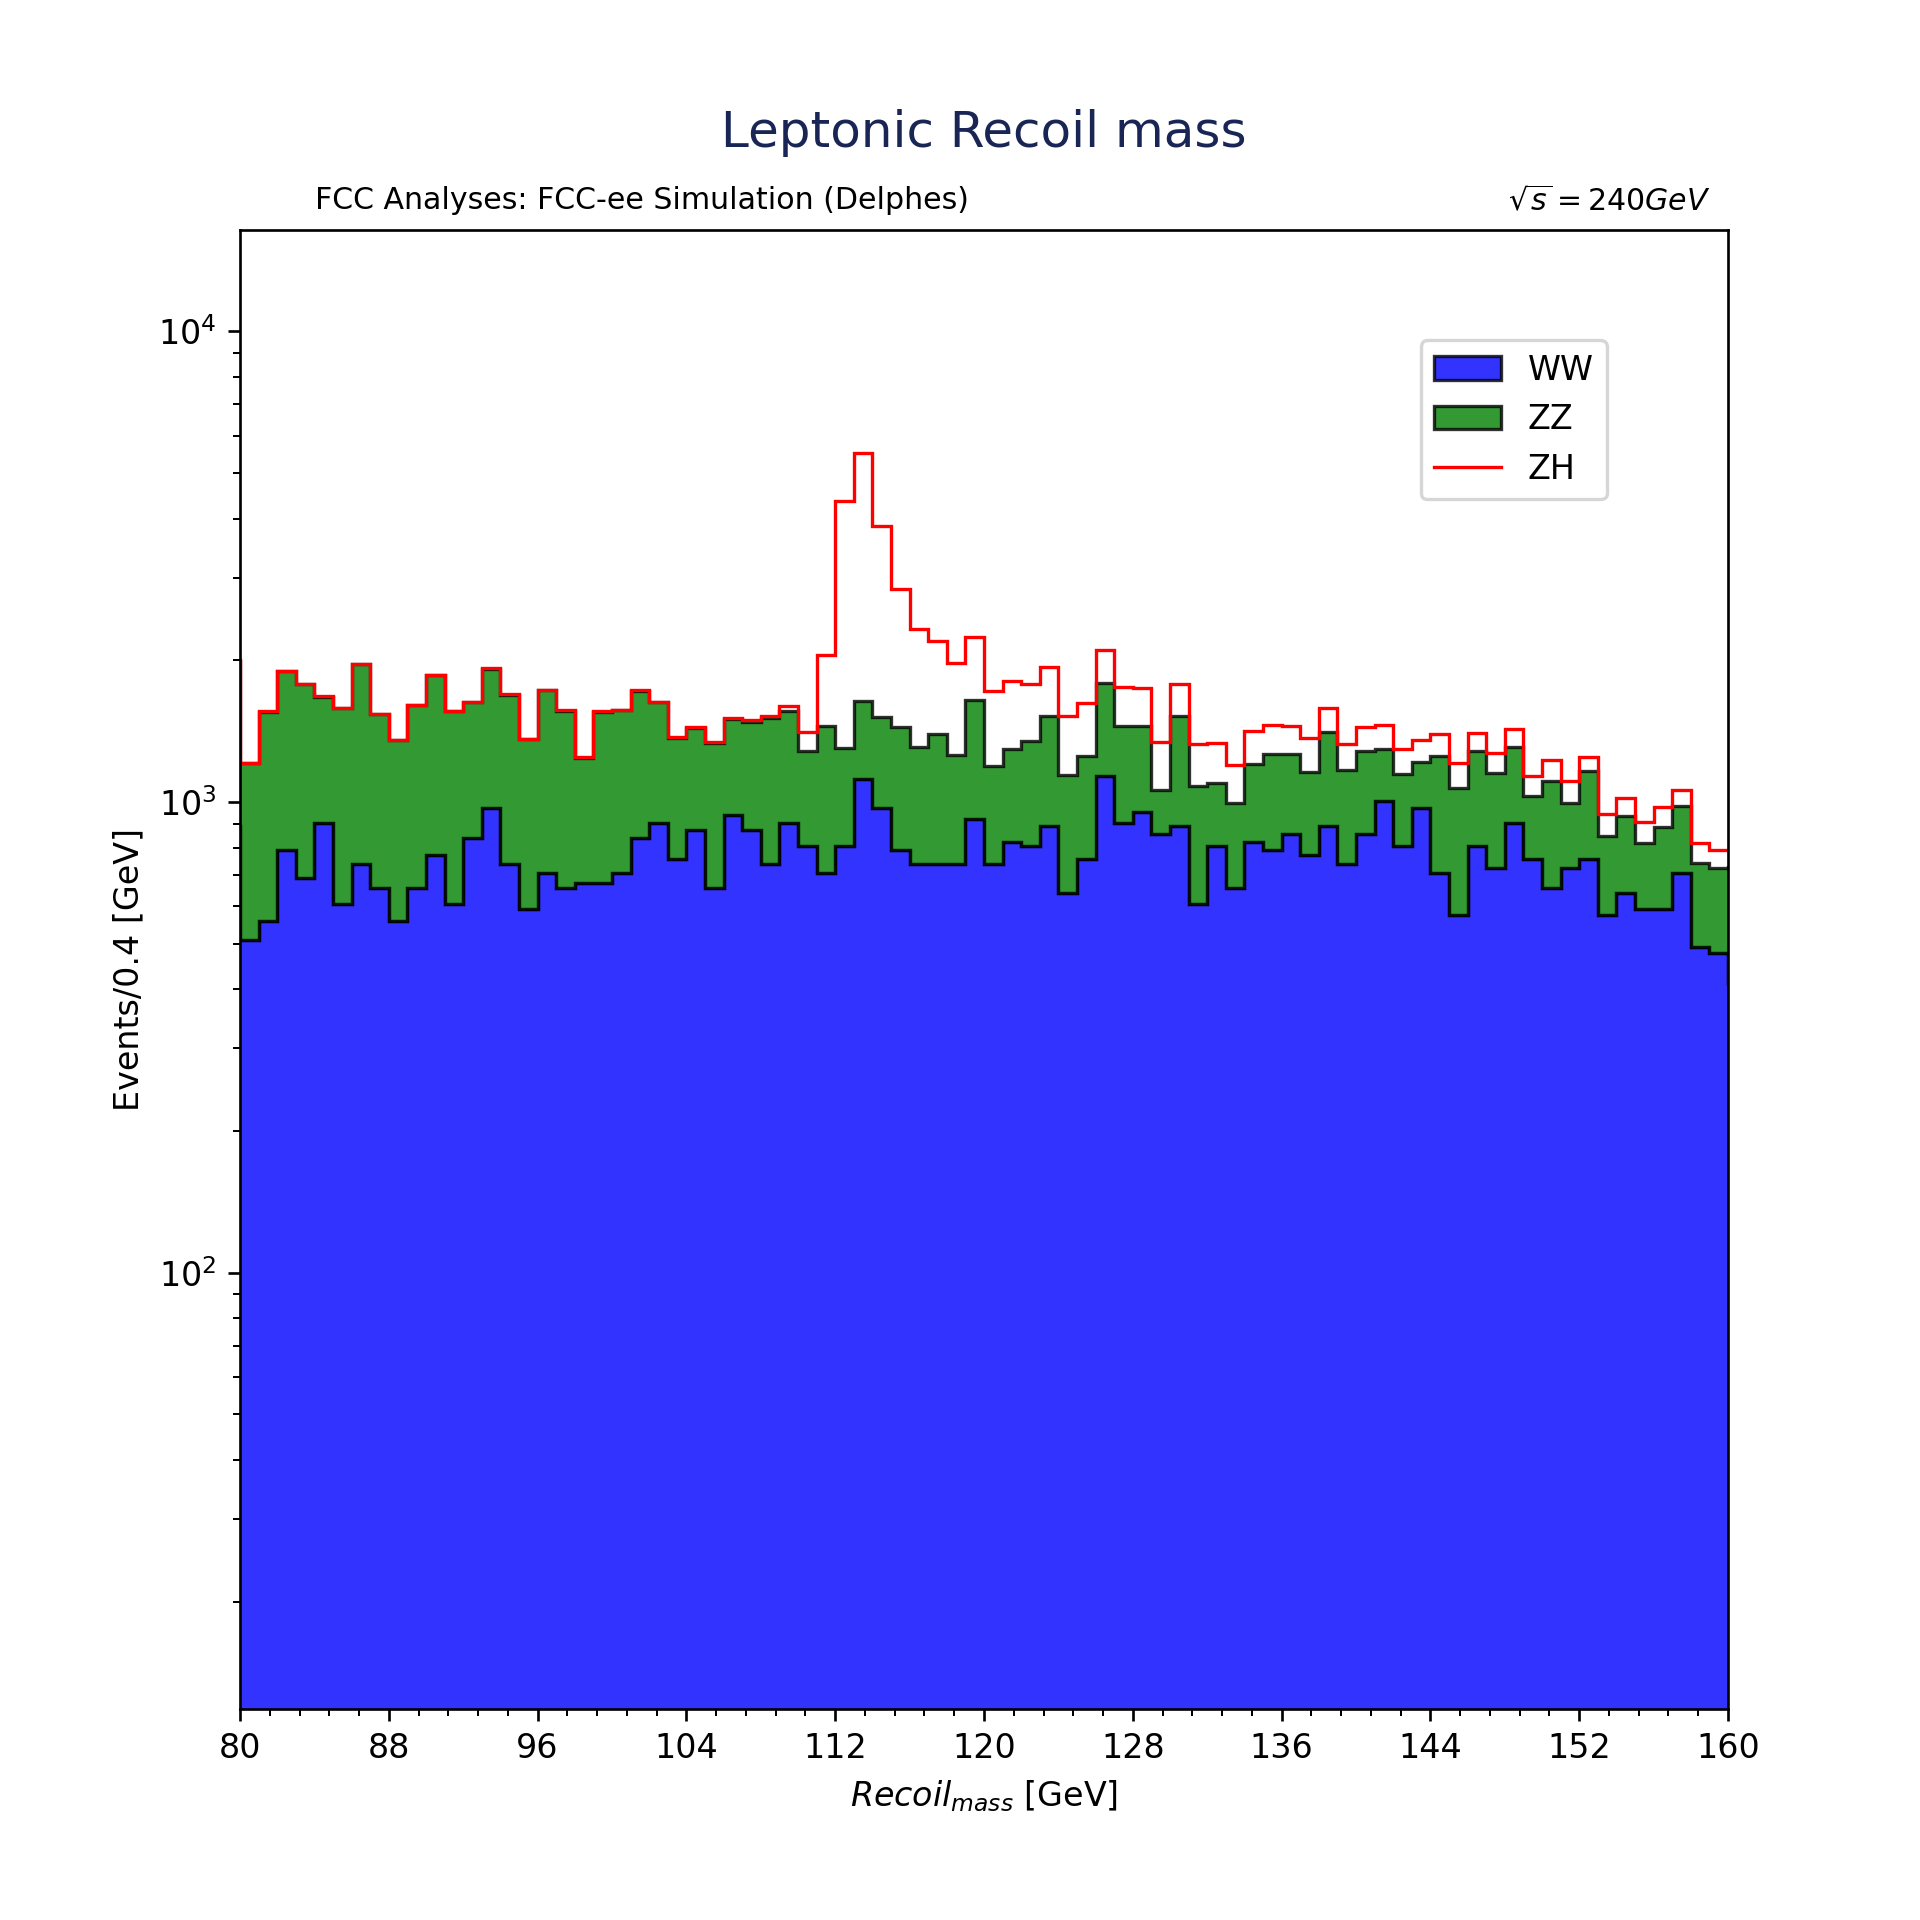 Leptonic Recoil mass
FCC Analyses: FCC-ee Simulation (Delphes)
√s = 240GeV
10⁴
10³
10²
WW
ZZ
ZH
Events/0.4 [GeV]
80 88 96 104 112 120 128 136 144 152 160
Recoil_mass [GeV]